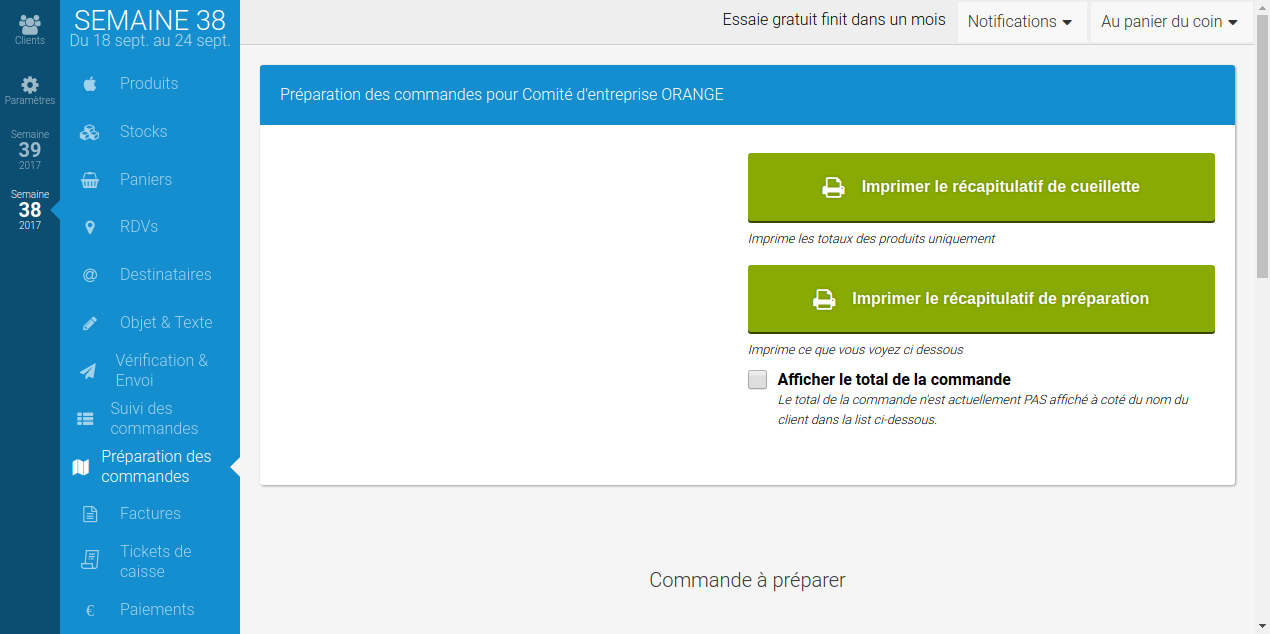 Clients
Paramètres
Semaine
39
2017
Semaine
38
2017
SEMAINE 38
Du 18 sept. au 24 sept.
Produits
Stocks
Paniers
RDVs
Destinataires
Objet & Texte
Vérification &
Envoi
Suivi des
commandes
Préparation des
commandes
Factures
Tickets de
caisse
Paiements
Essaie gratuit finit dans un mois
Notifications
Au panier du coin
Préparation des commandes pour Comité d'entreprise ORANGE
Imprimer le récapitulatif de cueillette
Imprime les totaux des produits uniquement
Imprimer le récapitulatif de préparation
Imprime ce que vous voyez ci dessous
Afficher le total de la commande
Le total de la commande n'est actuellement PAS affiché à coté du nom du
client dans la list ci-dessous.
Commande à préparer